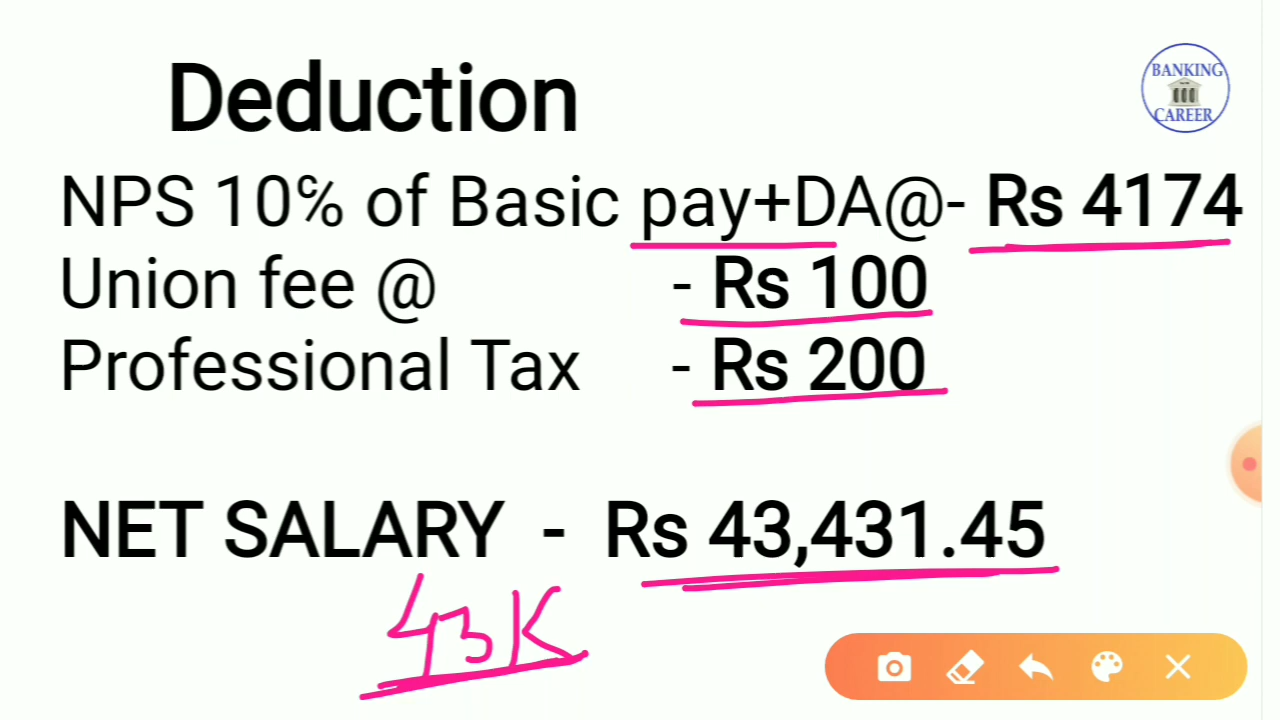 Deduction
BANKING
CAREER
NPS 10℅ of Basic pay+DA@- Rs 4174
Union fee @ - Rs 100
Professional Tax - Rs 200
NET SALARY - Rs 43,431.45
43K